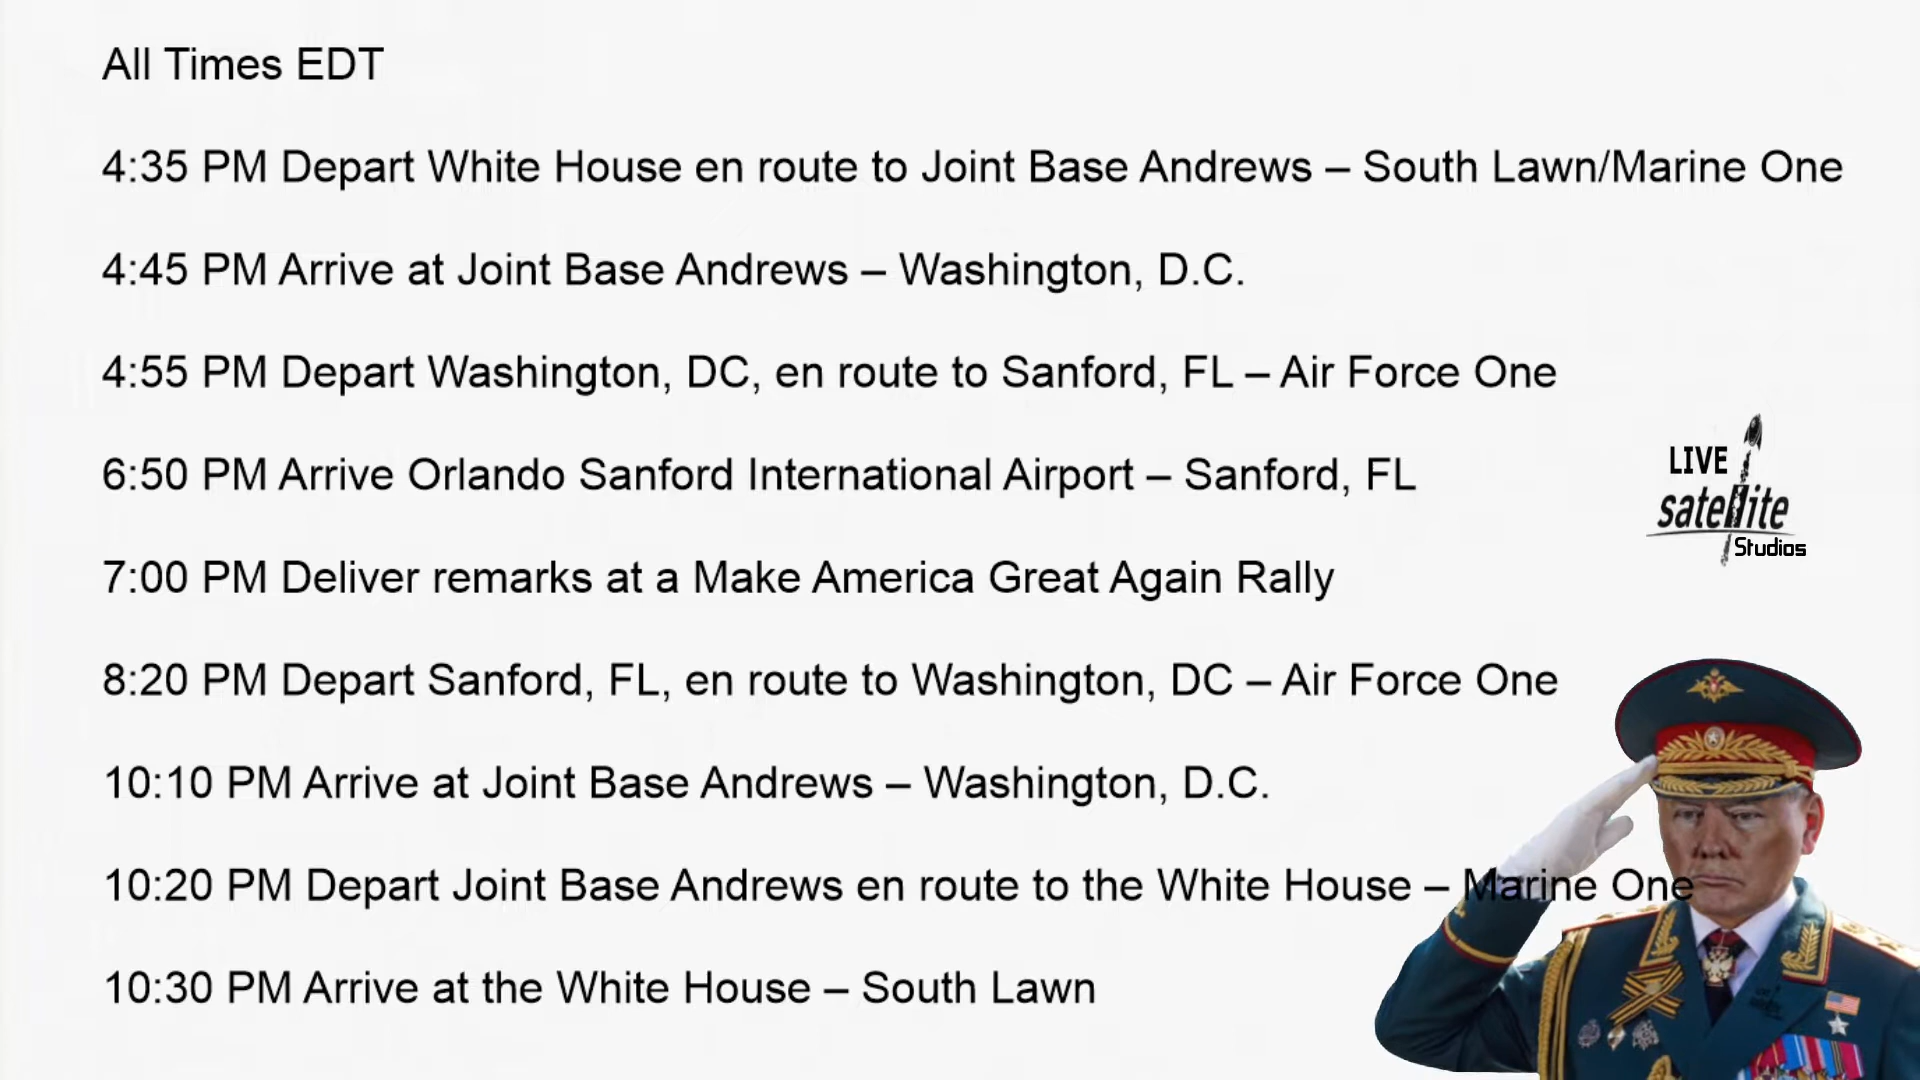 All Times EDT
4:35 PM Depart White House en route to Joint Base Andrews – South Lawn/Marine One
4:45 PM Arrive at Joint Base Andrews – Washington, D.C.
4:55 PM Depart Washington, DC, en route to Sanford, FL – Air Force One
6:50 PM Arrive Orlando Sanford International Airport – Sanford, FL
LIVE
satellite
Studios
7:00 PM Deliver remarks at a Make America Great Again Rally
8:20 PM Depart Sanford, FL, en route to Washington, DC – Air Force One
10:10 PM Arrive at Joint Base Andrews – Washington, D.C.
10:20 PM Depart Joint Base Andrews en route to the White House – Marine One
10:30 PM Arrive at the White House – South Lawn